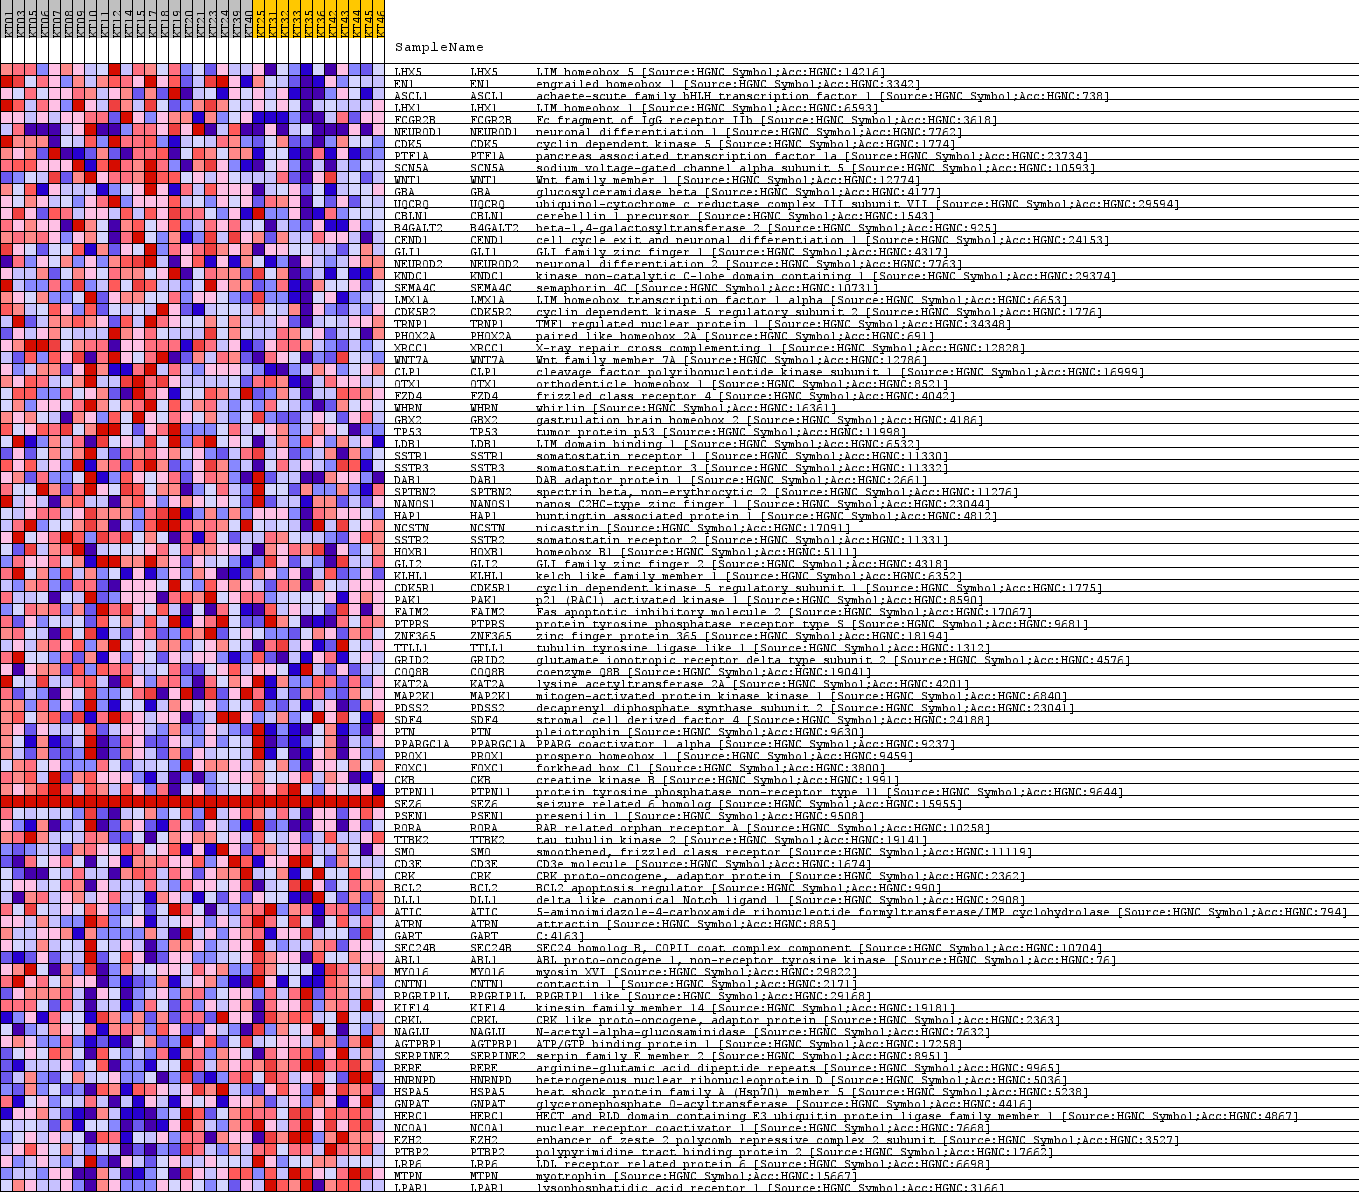 KT01 KT03 KT05 KT06 KT07 KT08 KT09 KT10 KT11 KT12 KT14 KT15 KT17 KT18 KT19 KT20 KT21 KT23 KT24 KT39 KT40 KT25 KT31 KT32 KT33 KT35 KT36 KT42 KT43 KT44 KT45 KT46
SampleName
LHX5 LHX5 LIM homeobox 5 [Source:HGNC Symbol;Acc:HGNC:14216]
EN1 EN1 engrailed homeobox 1 [Source:HGNC Symbol;Acc:HGNC:3342]
ASCL1 ASCL1 achaete-scute family bHLH transcription factor 1 [Source:HGNC Symbol;Acc:HGNC:738]
LHX1 LHX1 LIM homeobox 1 [Source:HGNC Symbol;Acc:HGNC:6593]
FCGR2B FCGR2B Fc fragment of IgG receptor IIb [Source:HGNC Symbol;Acc:HGNC:3618]
NEUROD1 NEUROD1 neuronal differentiation 1 [Source:HGNC Symbol;Acc:HGNC:7762]
CDK5 CDK5 cyclin dependent kinase 5 [Source:HGNC Symbol;Acc:HGNC:1774]
PTF1A PTF1A pancreas associated transcription factor 1a [Source:HGNC Symbol;Acc:HGNC:23734]
SCN5A SCN5A sodium voltage-gated channel alpha subunit 5 [Source:HGNC Symbol;Acc:HGNC:10593]
WNT1 WNT1 Wnt family member 1 [Source:HGNC Symbol;Acc:HGNC:12774]
GBA GBA glucosylceramidase beta [Source:HGNC Symbol;Acc:HGNC:4177]
UQCRQ UQCRQ ubiquinol-cytochrome c reductase complex III subunit VII [Source:HGNC Symbol;Acc:HGNC:29594]
CBLN1 CBLN1 cerebellin 1 precursor [Source:HGNC Symbol;Acc:HGNC:1543]
B4GALT2 B4GALT2 beta-1,4-galactosyltransferase 2 [Source:HGNC Symbol;Acc:HGNC:925]
CEND1 CEND1 cell cycle exit and neuronal differentiation 1 [Source:HGNC Symbol;Acc:HGNC:24153]
GLI1 GLI1 GLI family zinc finger 1 [Source:HGNC Symbol;Acc:HGNC:4317]
NEUROD2 NEUROD2 neuronal differentiation 2 [Source:HGNC Symbol;Acc:HGNC:7763]
KNDC1 KNDC1 kinase non-catalytic C-lobe domain containing 1 [Source:HGNC Symbol;Acc:HGNC:29374]
SEMA4C SEMA4C semaphorin 4C [Source:HGNC Symbol;Acc:HGNC:10731]
LMX1A LMX1A LIM homeobox transcription factor 1 alpha [Source:HGNC Symbol;Acc:HGNC:6653]
CDK5R2 CDK5R2 cyclin dependent kinase 5 regulatory subunit 2 [Source:HGNC Symbol;Acc:HGNC:1776]
TRNP1 TRNP1 TMF1 regulated nuclear protein 1 [Source:HGNC Symbol;Acc:HGNC:34348]
PHOX2A PHOX2A paired like homeobox 2A [Source:HGNC Symbol;Acc:HGNC:691]
XRCC1 XRCC1 X-ray repair cross complementing 1 [Source:HGNC Symbol;Acc:HGNC:12828]
WNT7A WNT7A Wnt family member 7A [Source:HGNC Symbol;Acc:HGNC:12786]
CLP1 CLP1 cleavage factor polyribonucleotide kinase subunit 1 [Source:HGNC Symbol;Acc:HGNC:16999]
OTX1 OTX1 orthodenticle homeobox 1 [Source:HGNC Symbol;Acc:HGNC:8521]
FZD4 FZD4 frizzled class receptor 4 [Source:HGNC Symbol;Acc:HGNC:4042]
WHRN WHRN whirlin [Source:HGNC Symbol;Acc:HGNC:16361]
GBX2 GBX2 gastrulation brain homeobox 2 [Source:HGNC Symbol;Acc:HGNC:4186]
TP53 TP53 tumor protein p53 [Source:HGNC Symbol;Acc:HGNC:11998]
LDB1 LDB1 LIM domain binding 1 [Source:HGNC Symbol;Acc:HGNC:6532]
SSTR1 SSTR1 somatostatin receptor 1 [Source:HGNC Symbol;Acc:HGNC:11330]
SSTR3 SSTR3 somatostatin receptor 3 [Source:HGNC Symbol;Acc:HGNC:11332]
DAB1 DAB1 DAB adaptor protein 1 [Source:HGNC Symbol;Acc:HGNC:2661]
SPTBN2 SPTBN2 spectrin beta, non-erythrocytic 2 [Source:HGNC Symbol;Acc:HGNC:11276]
NANOS1 NANOS1 nanos C2HC-type zinc finger 1 [Source:HGNC Symbol;Acc:HGNC:23044]
HAP1 HAP1 huntingtin associated protein 1 [Source:HGNC Symbol;Acc:HGNC:4812]
NCSTN NCSTN nicastrin [Source:HGNC Symbol;Acc:HGNC:17091]
SSTR2 SSTR2 somatostatin receptor 2 [Source:HGNC Symbol;Acc:HGNC:11331]
HOXB1 HOXB1 homeobox B1 [Source:HGNC Symbol;Acc:HGNC:5111]
GLI2 GLI2 GLI family zinc finger 2 [Source:HGNC Symbol;Acc:HGNC:4318]
KLHL1 KLHL1 kelch like family member 1 [Source:HGNC Symbol;Acc:HGNC:6352]
CDK5R1 CDK5R1 cyclin dependent kinase 5 regulatory subunit 1 [Source:HGNC Symbol;Acc:HGNC:1775]
PAK1 PAK1 p21 (RAC1) activated kinase 1 [Source:HGNC Symbol;Acc:HGNC:8590]
FAIM2 FAIM2 Fas apoptotic inhibitory molecule 2 [Source:HGNC Symbol;Acc:HGNC:17067]
PTPRS PTPRS protein tyrosine phosphatase receptor type S [Source:HGNC Symbol;Acc:HGNC:9681]
ZNF365 ZNF365 zinc finger protein 365 [Source:HGNC Symbol;Acc:HGNC:18194]
TTLL1 TTLL1 tubulin tyrosine ligase like 1 [Source:HGNC Symbol;Acc:HGNC:1312]
GRID2 GRID2 glutamate ionotropic receptor delta type subunit 2 [Source:HGNC Symbol;Acc:HGNC:4576]
COQ8B COQ8B coenzyme Q8B [Source:HGNC Symbol;Acc:HGNC:19041]
KAT2A KAT2A lysine acetyltransferase 2A [Source:HGNC Symbol;Acc:HGNC:4201]
MAP2K1 MAP2K1 mitogen-activated protein kinase kinase 1 [Source:HGNC Symbol;Acc:HGNC:6840]
PDSS2 PDSS2 decaprenyl diphosphate synthase subunit 2 [Source:HGNC Symbol;Acc:HGNC:23041]
SDF4 SDF4 stromal cell derived factor 4 [Source:HGNC Symbol;Acc:HGNC:24188]
PTN PTN pleiotrophin [Source:HGNC Symbol;Acc:HGNC:9630]
PPARGC1A PPARGC1A PPARG coactivator 1 alpha [Source:HGNC Symbol;Acc:HGNC:9237]
PROX1 PROX1 prospero homeobox 1 [Source:HGNC Symbol;Acc:HGNC:9459]
FOXC1 FOXC1 forkhead box C1 [Source:HGNC Symbol;Acc:HGNC:3800]
CKB CKB creatine kinase B [Source:HGNC Symbol;Acc:HGNC:1991]
PTPN11 PTPN11 protein tyrosine phosphatase non-receptor type 11 [Source:HGNC Symbol;Acc:HGNC:9644]
SEZ6 SEZ6 seizure related 6 homolog [Source:HGNC Symbol;Acc:HGNC:15955]
PSEN1 PSEN1 presenilin 1 [Source:HGNC Symbol;Acc:HGNC:9508]
RORA RORA RAR related orphan receptor A [Source:HGNC Symbol;Acc:HGNC:10258]
TTBK2 TTBK2 tau tubulin kinase 2 [Source:HGNC Symbol;Acc:HGNC:19141]
SMO SMO smoothened, frizzled class receptor [Source:HGNC Symbol;Acc:HGNC:11119]
CD3E CD3E CD3e molecule [Source:HGNC Symbol;Acc:HGNC:1674]
CRK CRK CRK proto-oncogene, adaptor protein [Source:HGNC Symbol;Acc:HGNC:2362]
BCL2 BCL2 BCL2 apoptosis regulator [Source:HGNC Symbol;Acc:HGNC:990]
DLL1 DLL1 delta like canonical Notch ligand 1 [Source:HGNC Symbol;Acc:HGNC:2908]
ATIC ATIC 5-aminoimidazole-4-carboxamide ribonucleotide formyltransferase/IMP cyclohydrolase [Source:HGNC Symbol;Acc:HGNC:794]
ATRN ATRN attractin [Source:HGNC Symbol;Acc:HGNC:885]
GART GART C:4163]
SEC24B SEC24B SEC24 homolog B, COPII coat complex component [Source:HGNC Symbol;Acc:HGNC:10704]
ABL1 ABL1 ABL proto-oncogene 1, non-receptor tyrosine kinase [Source:HGNC Symbol;Acc:HGNC:76]
MYO16 MYO16 myosin XVI [Source:HGNC Symbol;Acc:HGNC:29822]
CNTN1 CNTN1 contactin 1 [Source:HGNC Symbol;Acc:HGNC:2171]
RPGRIP1L RPGRIP1L RPGRIP1 like [Source:HGNC Symbol;Acc:HGNC:29168]
KIF14 KIF14 kinesin family member 14 [Source:HGNC Symbol;Acc:HGNC:19181]
CRKL CRKL CRK like proto-oncogene, adaptor protein [Source:HGNC Symbol;Acc:HGNC:2363]
NAGLU NAGLU N-acetyl-alpha-glucosaminidase [Source:HGNC Symbol;Acc:HGNC:7632]
AGTPBP1 AGTPBP1 ATP/GTP binding protein 1 [Source:HGNC Symbol;Acc:HGNC:17258]
SERPINE2 SERPINE2 serpin family E member 2 [Source:HGNC Symbol;Acc:HGNC:8951]
RERE RERE arginine-glutamic acid dipeptide repeats [Source:HGNC Symbol;Acc:HGNC:9965]
HNRNPD HNRNPD heterogeneous nuclear ribonucleoprotein D [Source:HGNC Symbol;Acc:HGNC:5036]
HSPA5 HSPA5 heat shock protein family A (Hsp70) member 5 [Source:HGNC Symbol;Acc:HGNC:5238]
GNPAT GNPAT glyceronephosphate O-acyltransferase [Source:HGNC Symbol;Acc:HGNC:4416]
HERC1 HERC1 HECT and RLD domain containing E3 ubiquitin protein ligase family member 1 [Source:HGNC Symbol;Acc:HGNC:4867]
NCOA1 NCOA1 nuclear receptor coactivator 1 [Source:HGNC Symbol;Acc:HGNC:7668]
EZH2 EZH2 enhancer of zeste 2 polycomb repressive complex 2 subunit [Source:HGNC Symbol;Acc:HGNC:3527]
PTBP2 PTBP2 polypyrimidine tract binding protein 2 [Source:HGNC Symbol;Acc:HGNC:17662]
LRP6 LRP6 LDL receptor related protein 6 [Source:HGNC Symbol;Acc:HGNC:6698]
MTPN MTPN myotrophin [Source:HGNC Symbol;Acc:HGNC:15667]
LPAR1 LPAR1 lysophosphatidic acid receptor 1 [Source:HGNC Symbol;Acc:HGNC:3166]